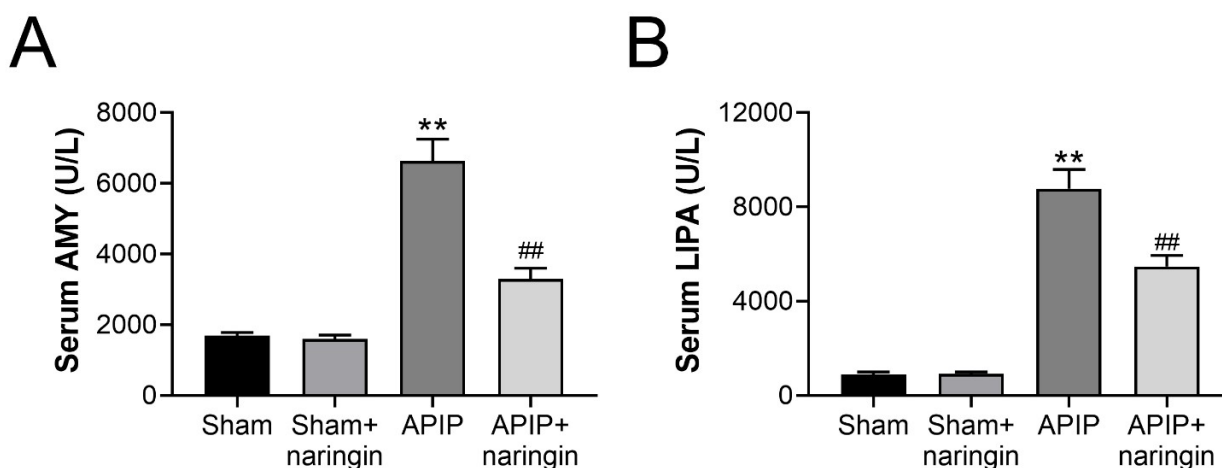 A
Serum AMY (U/L)
8000
6000
4000
2000
0
**
##
Sham
Sham+
naringin
APIP
APIP+
naringin
B
Serum LIPA (U/L)
12000
8000
4000
0
**
##
Sham
Sham+
naringin
APIP
APIP+
naringin